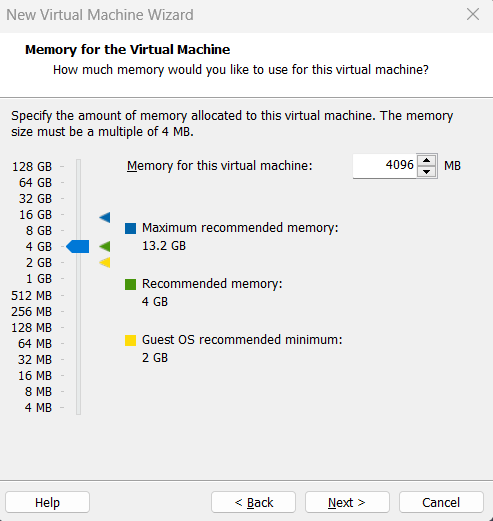 New Virtual Machine Wizard
Memory for the Virtual Machine
How much memory would you like to use for this virtual machine?
Specify the amount of memory allocated to this virtual machine. The memory
size must be a multiple of 4 MB.
Memory for this virtual machine: 4096 MB
128 GB
64 GB
32 GB
16 GB
8 GB
4 GB
2 GB
1 GB
512 MB
256 MB
128 MB
64 MB
32 MB
16 MB
8 MB
4 MB
Maximum recommended memory:
13.2 GB
Recommended memory:
4 GB
Guest OS recommended minimum:
2 GB
Help
< Back
Next >
Cancel